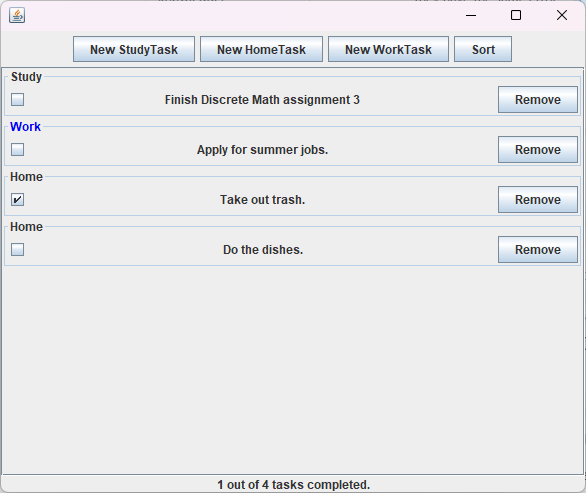 New StudyTask New HomeTask New WorkTask Sort
Study
Finish Discrete Math assignment 3 Remove
Work
Apply for summer jobs. Remove
Home
Take out trash. Remove
Home
Do the dishes. Remove
1 out of 4 tasks completed.